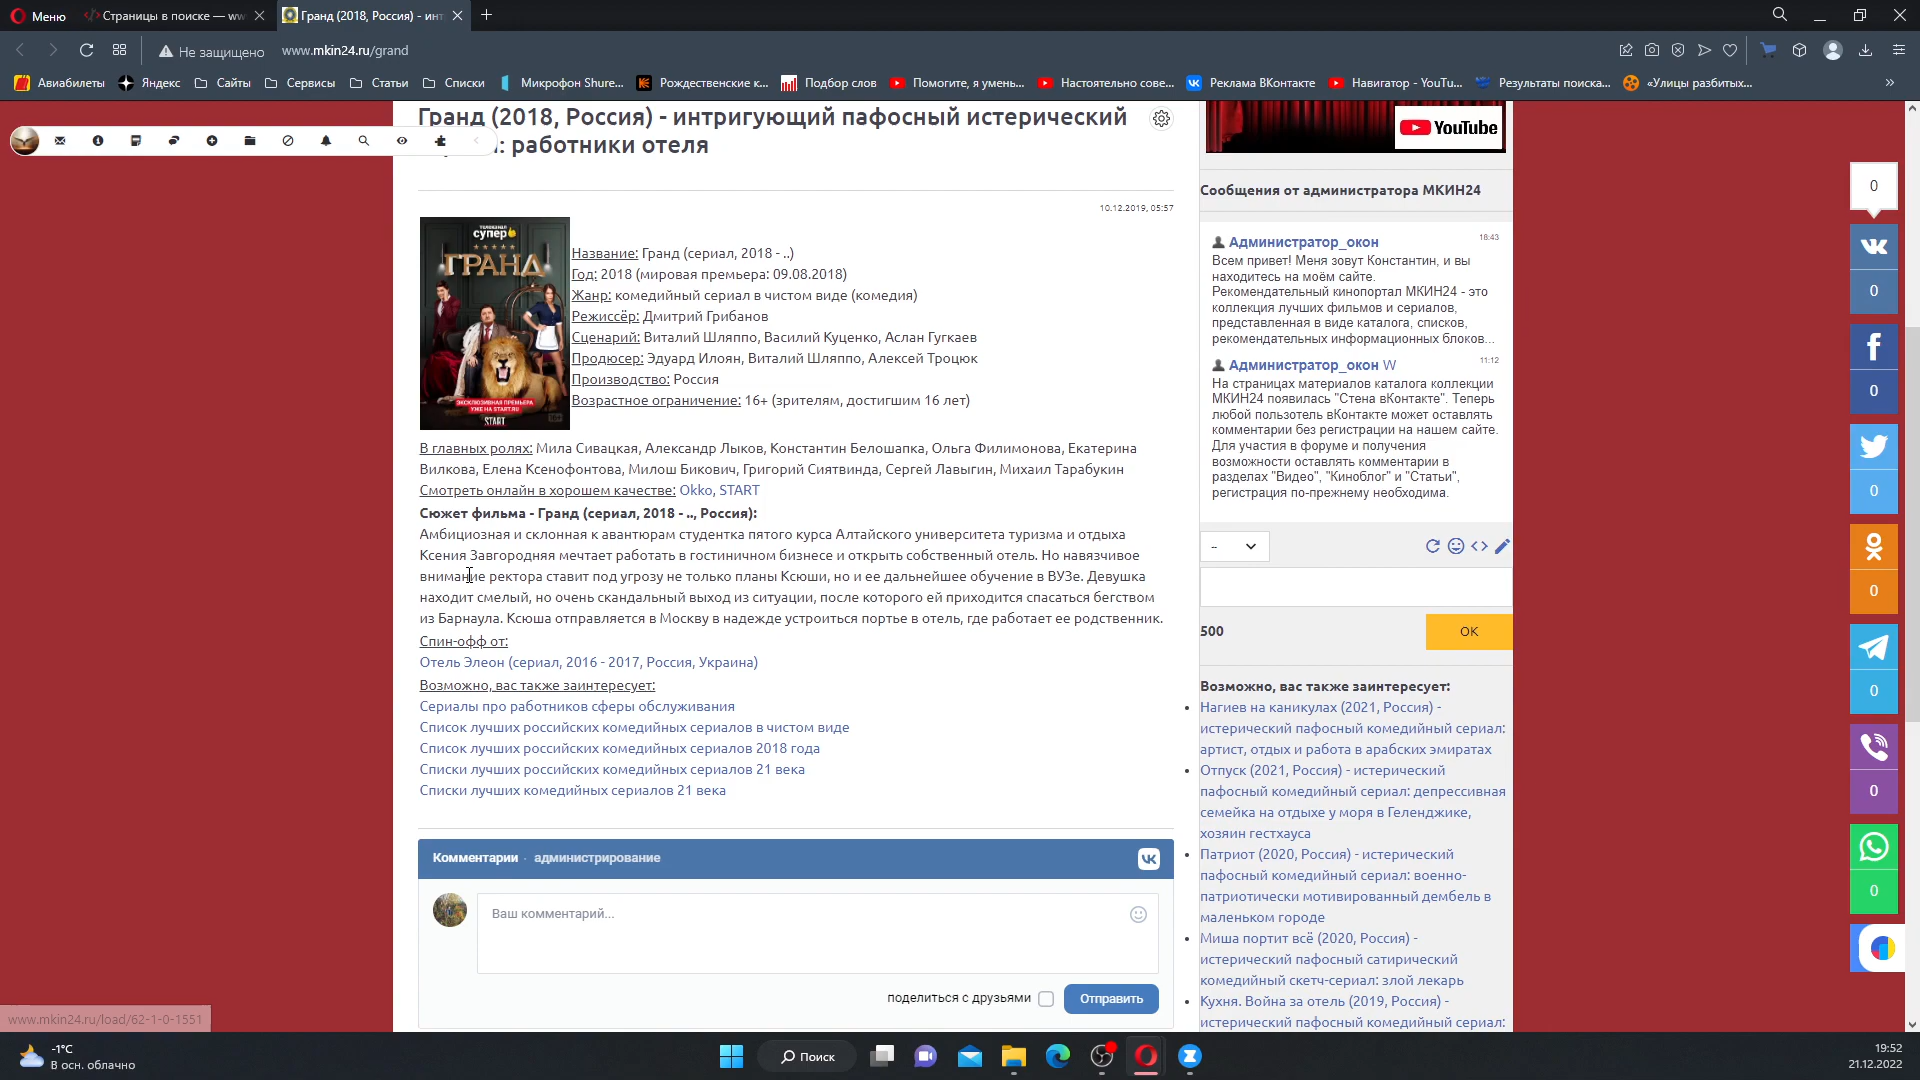 Меню
Страницы в поиске — ww
Гранд (2018, Россия) - инт
Не защищено
www.mkin24.ru/grand
Авиабилеты
Яндекс
Сайты
Сервисы
Статьи
Списки
Микрофон Shure...
Рождественские к...
Подбор слов
Помогите, я умень...
Настоятельно сове...
Реклама ВКонтакте
Навигатор - YouTu...
Результаты поиска...
«Улицы разбитых...
Гранд (2018, Россия) - интригующий пафосный истерический
: работники отеля
10.12.2019, 05:57
ТЕЛЕКАНАЛ
супер
ГРАНД
ЭКСКЛЮЗИВНАЯ ПРЕМЬЕРА
УЖЕ НА START.RU
START
Название: Гранд (сериал, 2018 - ..)
Год: 2018 (мировая премьера: 09.08.2018)
Жанр: комедийный сериал в чистом виде (комедия)
Режиссёр: Дмитрий Грибанов
Сценарий: Виталий Шляппо, Василий Куценко, Аслан Гугкаев
Продюсер: Эдуард Илоян, Виталий Шляппо, Алексей Троцюк
Производство: Россия
Возрастное ограничение: 16+ (зрителям, достигшим 16 лет)
В главных ролях: Мила Сивацкая, Александр Лыков, Константин Белошапка, Ольга Филимонова, Екатерина
Вилкова, Елена Ксенофонтова, Милош Бикович, Григорий Сиятвинда, Сергей Лавыгин, Михаил Тарабукин
Смотреть онлайн в хорошем качестве: Okko, START
Сюжет фильма - Гранд (сериал, 2018 - .., Россия):
Амбициозная и склонная к авантюрам студентка пятого курса Алтайского университета туризма и отдыха
Ксения Завгородняя мечтает работать в гостиничном бизнесе и открыть собственный отель. Но навязчивое
внимание ректора ставит под угрозу не только планы Ксюши, но и ее дальнейшее обучение в ВУЗе. Девушка
находит смелый, но очень скандальный выход из ситуации, после которого ей приходится спасаться бегством
из Барнаула. Ксюша отправляется в Москву в надежде устроиться портье в отель, где работает ее родственник.
Спин-офф от:
Отель Элеон (сериал, 2016 - 2017, Россия, Украина)
Возможно, вас также заинтересует:
Сериалы про работников сферы обслуживания
Список лучших российских комедийных сериалов в чистом виде
Список лучших российских комедийных сериалов 2018 года
Списки лучших российских комедийных сериалов 21 века
Списки лучших комедийных сериалов 21 века
Комментарии · администрирование
Ваш комментарий...
поделиться с друзьями
Отправить
YouTube
Сообщения от администратора МКИН24
Администратор_окон
18:43
Всем привет! Меня зовут Константин, и вы
находитесь на моём сайте.
Рекомендательный кинопортал МКИН24 - это
коллекция лучших фильмов и сериалов,
представленная в виде каталога, списков,
рекомендательных информационных блоков...
Администратор_окон W
11:12
На страницах материалов каталога коллекции
МКИН24 появилась "Стена вКонтакте". Теперь
любой пользотель вКонтакте может оставлять
комментарии без регистрации на нашем сайте.
Для участия в форуме и получения
возможности оставлять комментарии в
разделах "Видео", "Киноблог" и "Статьи",
регистрация по-прежнему необходима.
--
500
OK
Возможно, вас также заинтересует:
Нагиев на каникулах (2021, Россия) -
истерический пафосный комедийный сериал:
артист, отдых и работа в арабских эмиратах
Отпуск (2021, Россия) - истерический
пафосный комедийный сериал: депрессивная
семейка на отдыхе у моря в Геленджике,
хозяин гестхауса
Патриот (2020, Россия) - истерический
пафосный комедийный сериал: военно-
патриотически мотивированный дембель в
маленьком городе
Миша портит всё (2020, Россия) -
истерический пафосный сатирический
комедийный скетч-сериал: злой лекарь
Кухня. Война за отель (2019, Россия) -
истерический пафосный комедийный сериал:
0
0
0
0
0
0
0
0
www.mkin24.ru/load/62-1-0-1551
-1°C
В осн. облачно
Поиск
19:52
21.12.2022